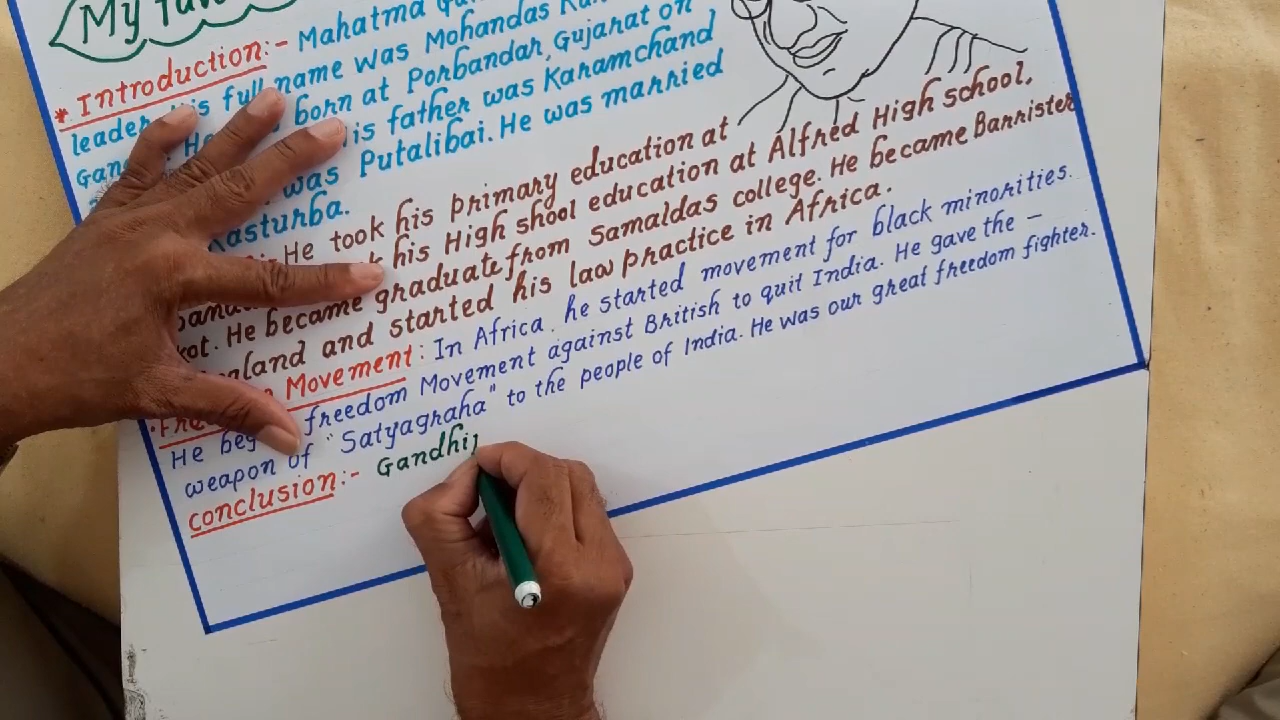 My
* Introduction:- Mahatma
leader. full name was Mohandas
born at Porbandar, Gujarat on
his father was Karamchand
was Putalibai. He was married
Kasturba.
He took his primary education at
his High shool education at Alfred High school,
kot. He became graduate from Samaldas college. He became Barrister
and started his law practice in Africa.
Movement: In Africa, he started movement for black minorities.
He freedom Movement against British to quit India. He gave the –
weapon of "Satyagraha" to the people of India. He was our great freedom fighter.
conclusion:- Gandhij